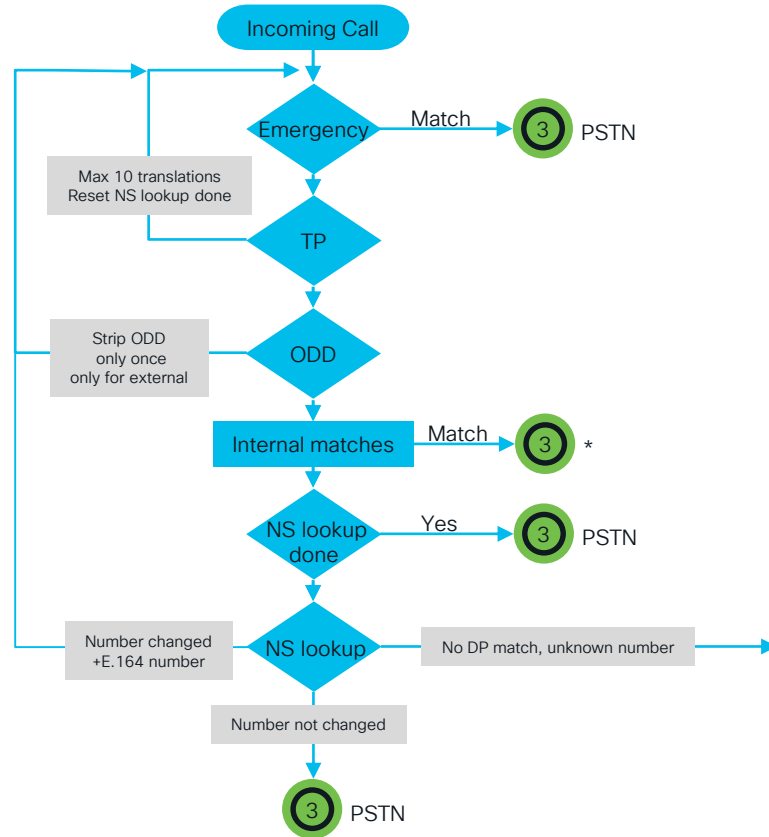 Incoming Call
Emergency
Match
3
PSTN
Max 10 translations
Reset NS lookup done
TP
Strip ODD
only once
only for external
ODD
Internal matches
Match
3
*
NS lookup
done
Yes
3
PSTN
Number changed
+E.164 number
NS lookup
No DP match, unknown number
Number not changed
3
PSTN